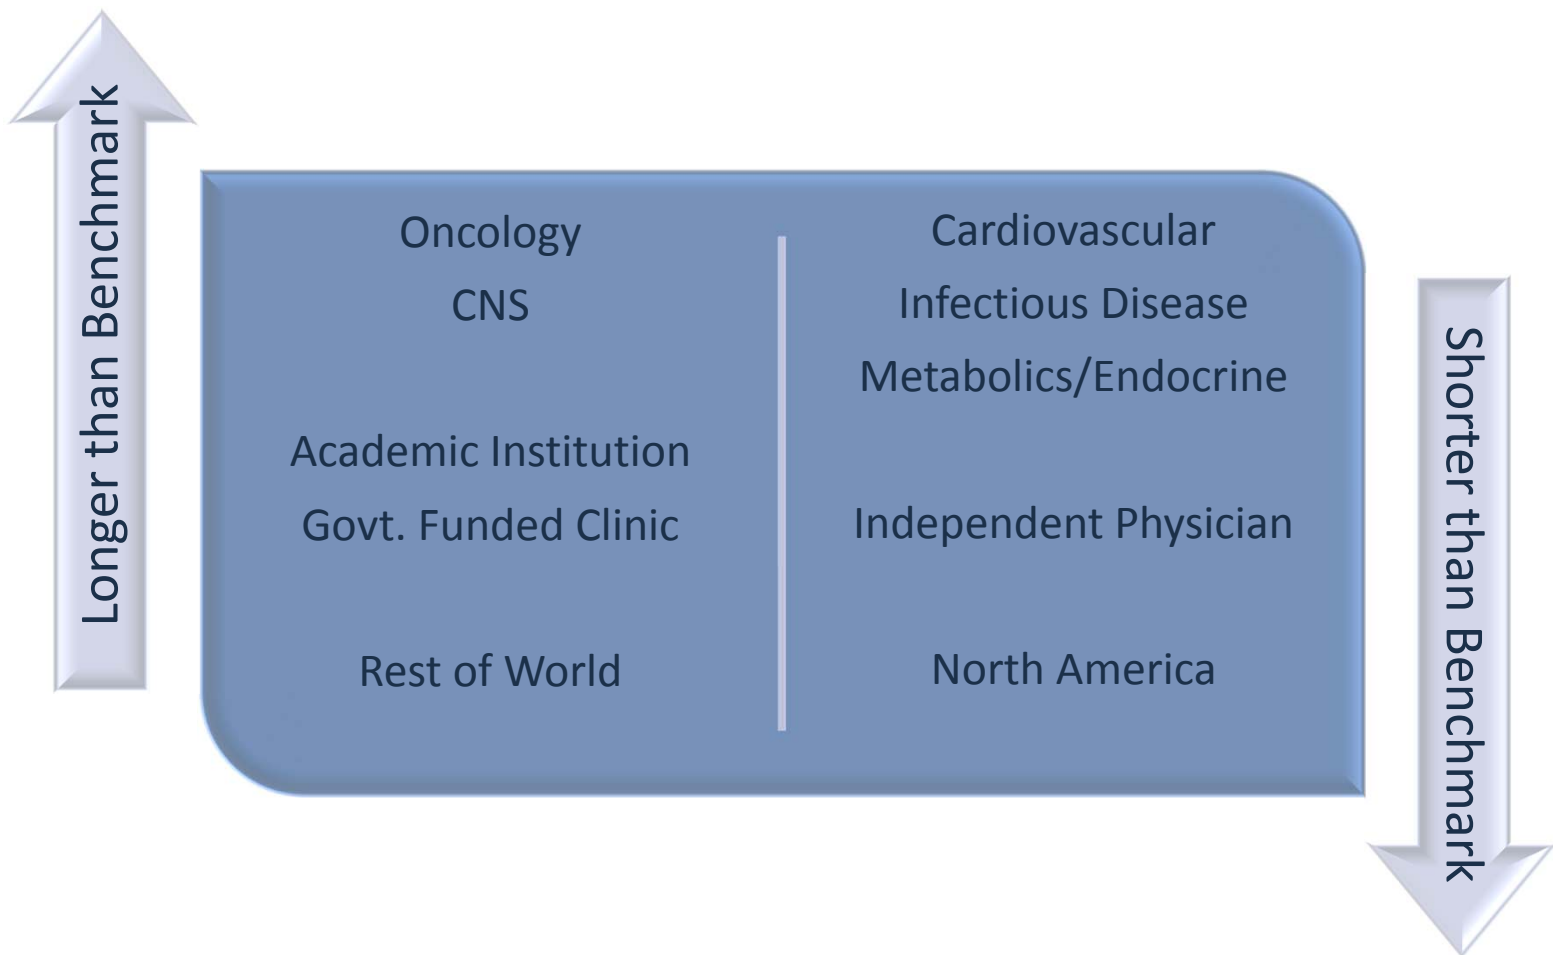 Longer than Benchmark
Oncology
CNS
Academic Institution
Govt. Funded Clinic
Rest of World
Cardiovascular
Infectious Disease
Metabolics/Endocrine
Independent Physician
North America
Shorter than Benchmark